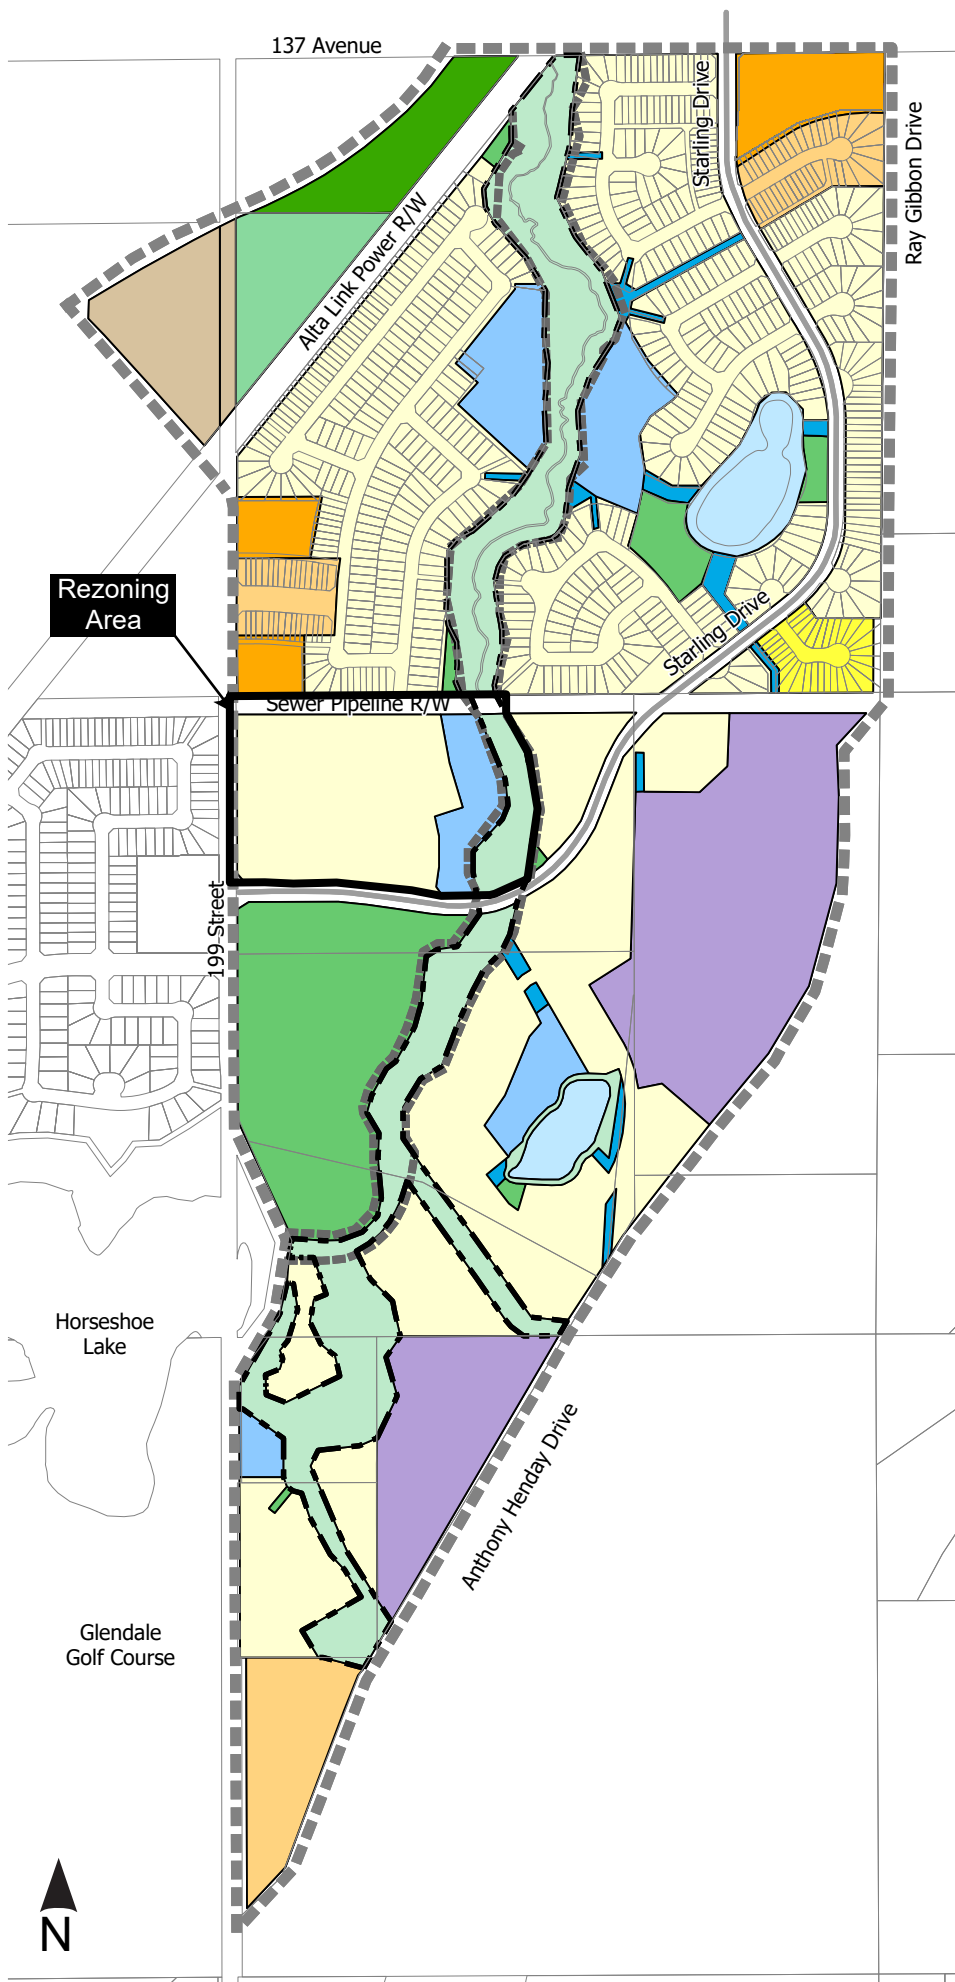 137 Avenue
Starling Drive
Ray Gibbon Drive
Alta Link Power R/W
Rezoning
Area
Starling Drive
Sewer Pipeline R/W
199 Street
Horseshoe
Lake
Anthony Henday Drive
Glendale
Golf Course
N